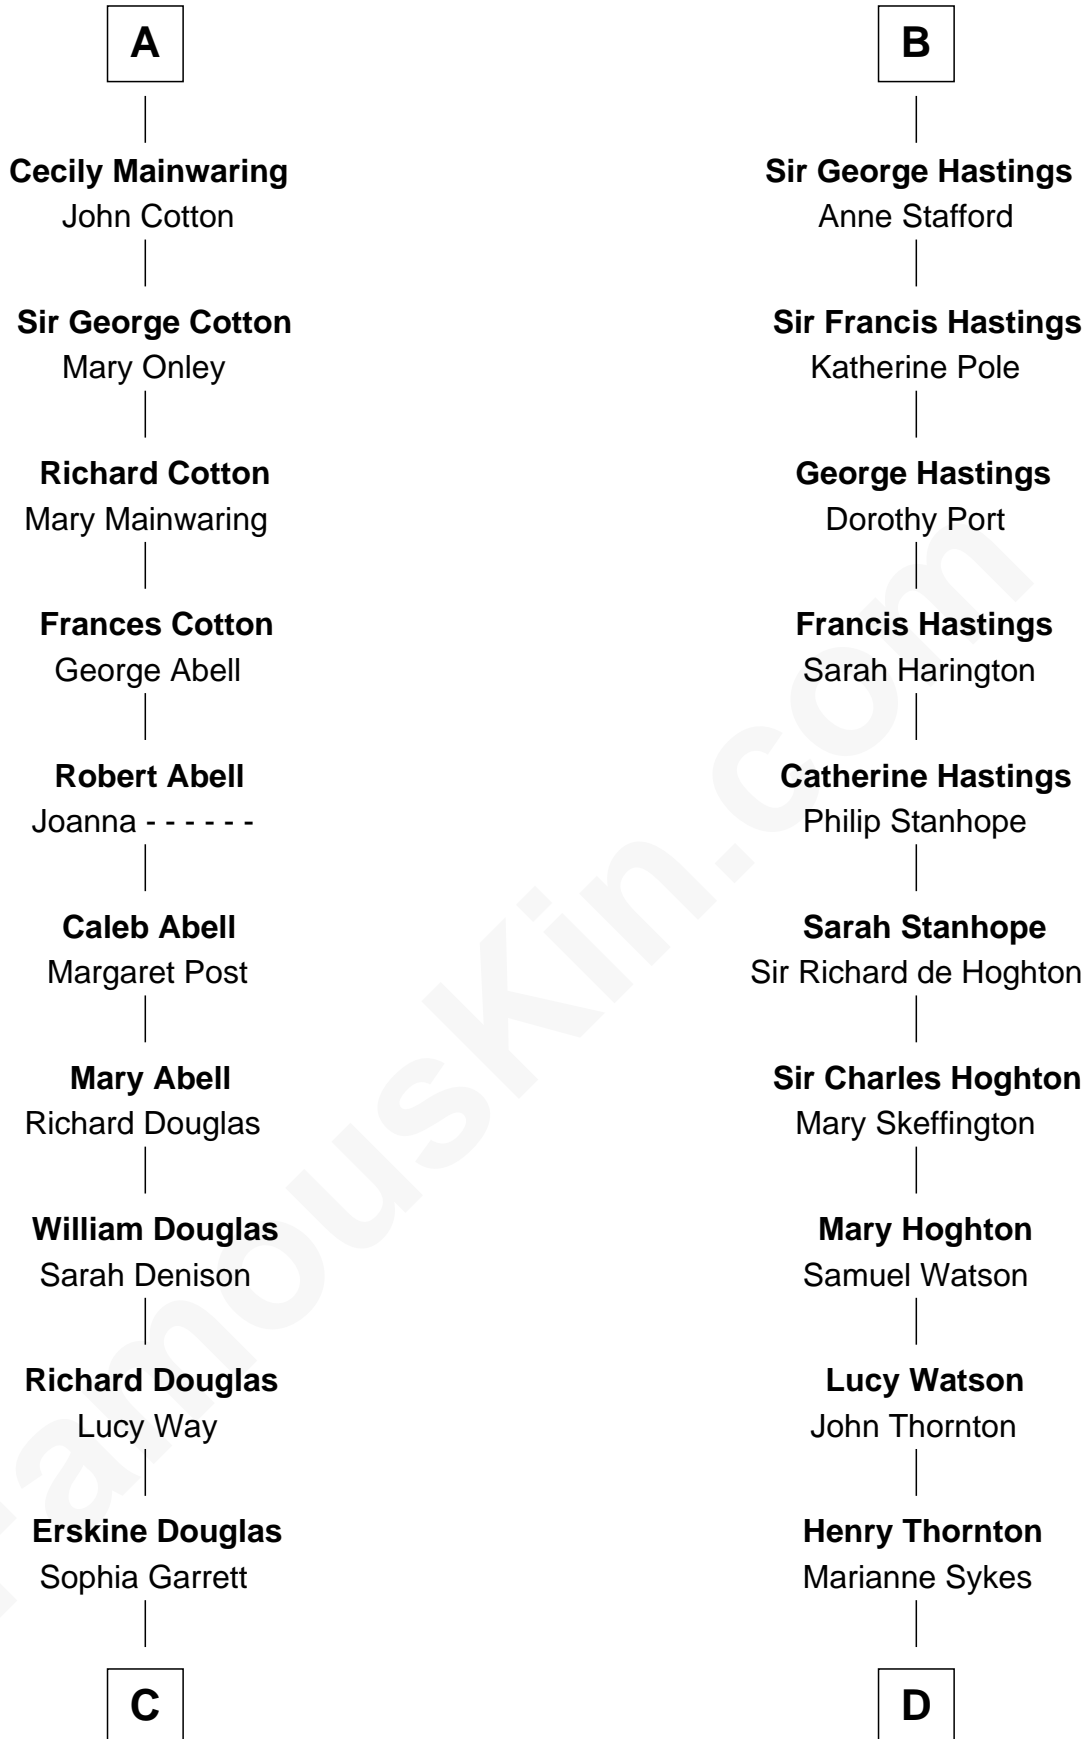 A
Cecily Mainwaring
John Cotton
Sir George Cotton
Mary Onley
Richard Cotton
Mary Mainwaring
Frances Cotton
George Abell
Robert Abell
Joanna - - - - - -
Caleb Abell
Margaret Post
Mary Abell
Richard Douglas
William Douglas
Sarah Denison
Richard Douglas
Lucy Way
Erskine Douglas
Sophia Garrett
C
B
Sir George Hastings
Anne Stafford
Sir Francis Hastings
Katherine Pole
George Hastings
Dorothy Port
Francis Hastings
Sarah Harington
Catherine Hastings
Philip Stanhope
Sarah Stanhope
Sir Richard de Hoghton
Sir Charles Hoghton
Mary Skeffington
Mary Hoghton
Samuel Watson
Lucy Watson
John Thornton
Henry Thornton
Marianne Sykes
D
FamousKin.com